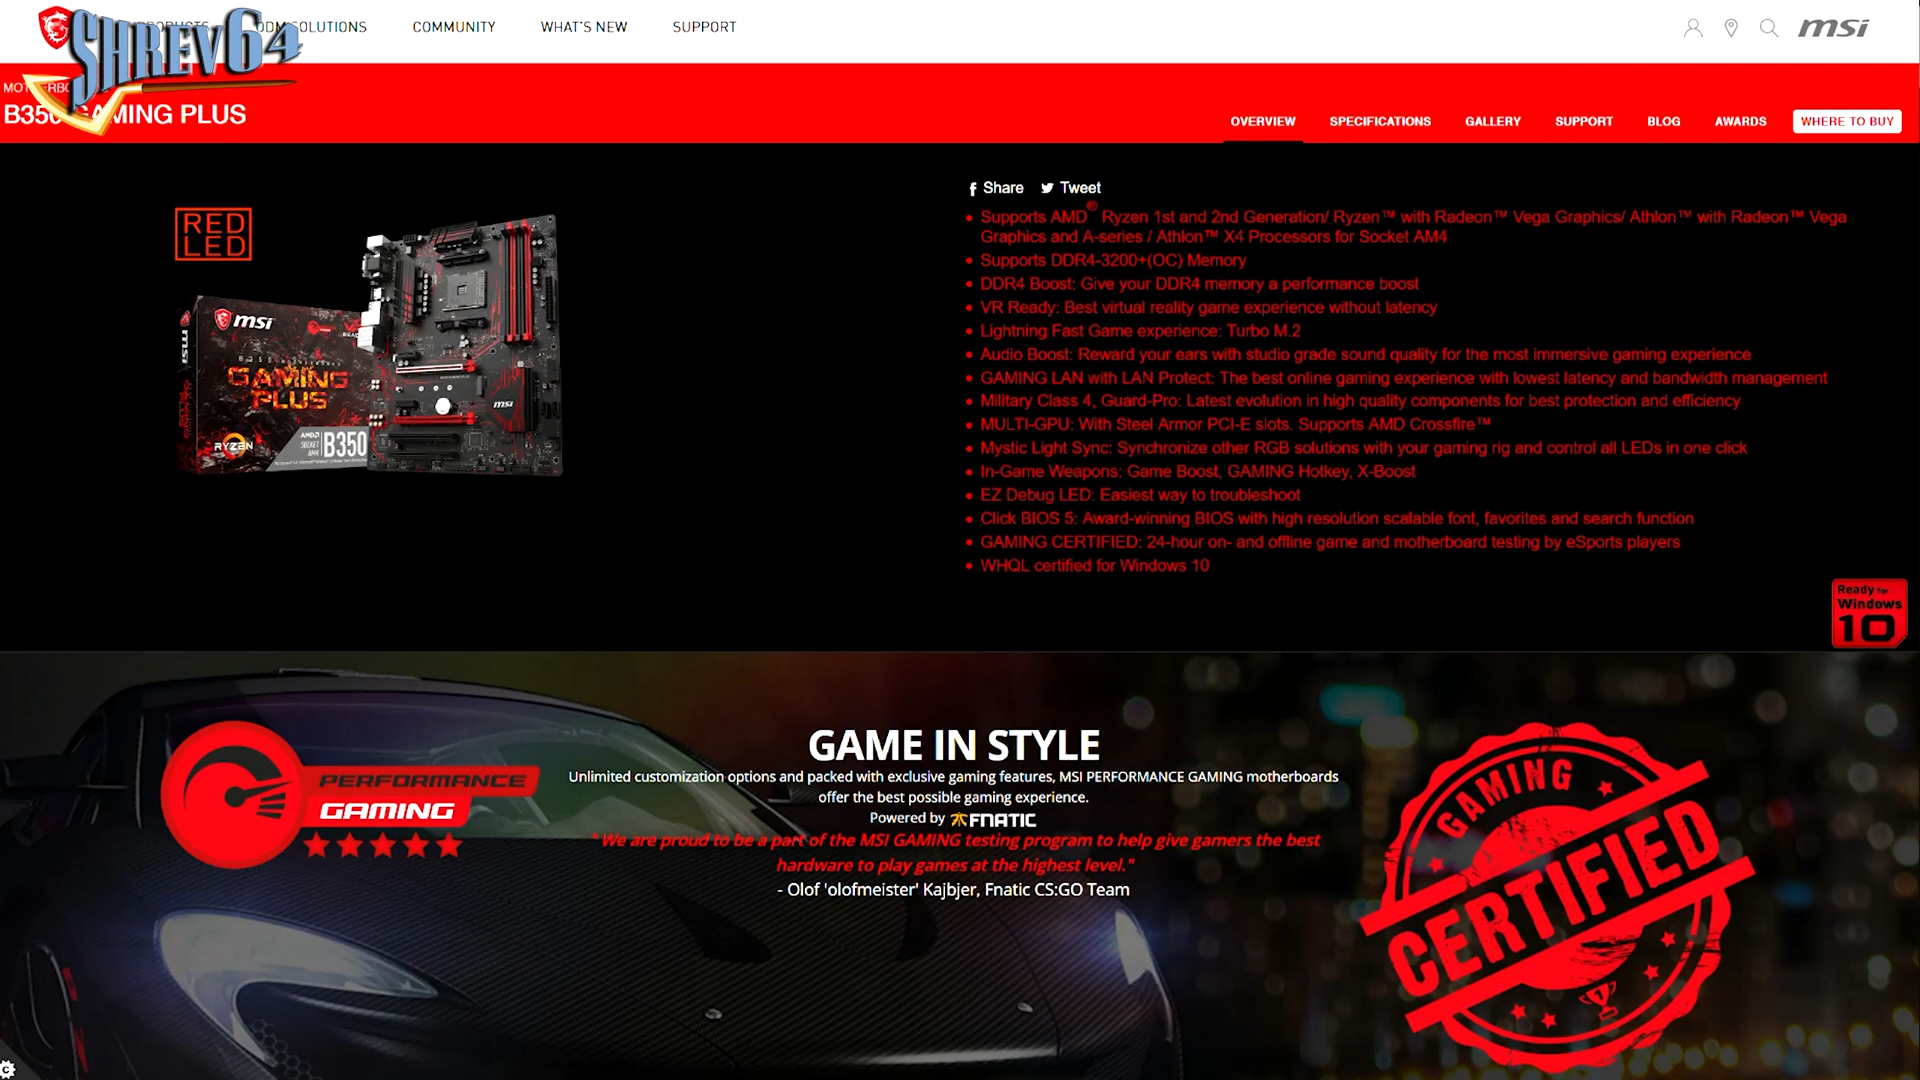 SHREV64
ODM SOLUTIONS
COMMUNITY
WHAT'S NEW
SUPPORT
msi
B350 GAMING PLUS
OVERVIEW
SPECIFICATIONS
GALLERY
SUPPORT
BLOG
AWARDS
WHERE TO BUY
RED
LED
msi
GAMING
PLUS
RYZEN
AMD
SOCKET
AM4
B350
msi
msi
Share
Tweet
• Supports AMD® Ryzen 1st and 2nd Generation/ Ryzen™ with Radeon™ Vega Graphics/ Athlon™ with Radeon™ Vega
Graphics and A-series / Athlon™ X4 Processors for Socket AM4
• Supports DDR4-3200+(OC) Memory
• DDR4 Boost: Give your DDR4 memory a performance boost
• VR Ready: Best virtual reality game experience without latency
• Lightning Fast Game experience: Turbo M.2
• Audio Boost: Reward your ears with studio grade sound quality for the most immersive gaming experience
• GAMING LAN with LAN Protect: The best online gaming experience with lowest latency and bandwidth management
• Military Class 4, Guard-Pro: Latest evolution in high quality components for best protection and efficiency
• MULTI-GPU: With Steel Armor PCI-E slots. Supports AMD Crossfire™
• Mystic Light Sync: Synchronize other RGB solutions with your gaming rig and control all LEDs in one click
• In-Game Weapons: Game Boost, GAMING Hotkey, X-Boost
• EZ Debug LED: Easiest way to troubleshoot
• Click BIOS 5: Award-winning BIOS with high resolution scalable font, favorites and search function
• GAMING CERTIFIED: 24-hour on- and offline game and motherboard testing by eSports players
• WHQL certified for Windows 10
Ready for
Windows
10
PERFORMANCE
GAMING
GAME IN STYLE
Unlimited customization options and packed with exclusive gaming features, MSI PERFORMANCE GAMING motherboards
offer the best possible gaming experience.
Powered by FNATIC
" We are proud to be a part of the MSI GAMING testing program to help give gamers the best
hardware to play games at the highest level."
- Olof 'olofmeister' Kajbjer, Fnatic CS:GO Team
GAMING
CERTIFIED